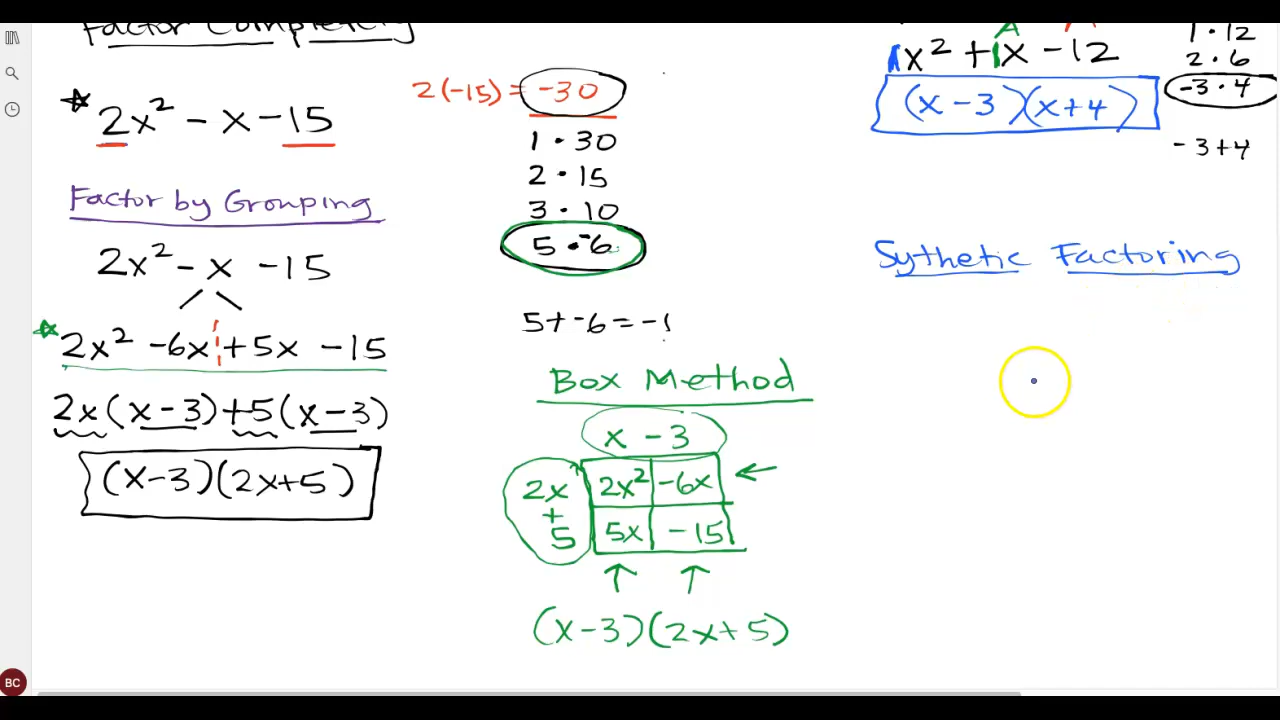 Factor Completely
2x² - x - 15
Factor by Grouping
2x² - x - 15
2x² - 6x + 5x - 15
2x(x-3) + 5(x-3)
(x-3)(2x+5)
2(-15) = -30
1 · 30
2 · 15
3 · 10
5 · -6
5 + -6 = -1
Box Method
x - 3
2x 2x² -6x
+
5 5x -15
(x-3)(2x+5)
1x² + 1x - 12
(x-3)(x+4)
1 · 12
2 · 6
-3 · 4
-3+4
Sythetic Factoring
BC